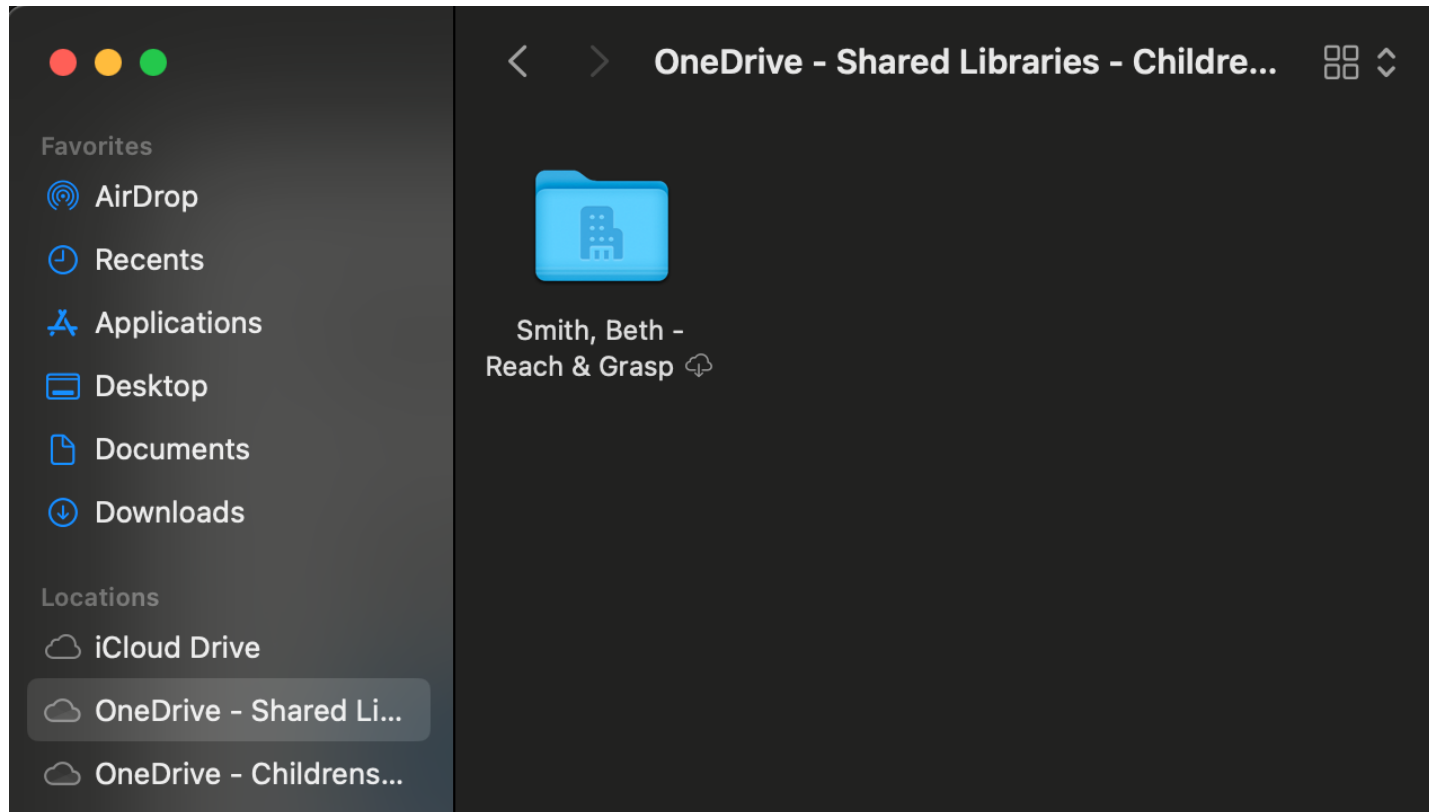 OneDrive - Shared Libraries - Childre...
Favorites
AirDrop
Recents
Applications
Desktop
Documents
Downloads
Locations
iCloud Drive
OneDrive - Shared Li...
OneDrive - Childrens...
Smith, Beth -
Reach & Grasp